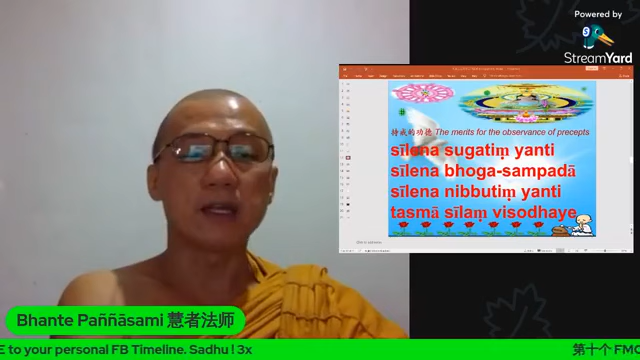 Powered by
StreamYard
持戒的功德 The merits for the observance of precepts
sīlena sugatiṃ yanti
sīlena bhoga-sampadā
sīlena nibbutiṃ yanti
tasmā sīlaṃ visodhaye
Bhante Paññāsami 慧者法师
E to your personal FB Timeline. Sadhu ! 3x
第十个 FMC